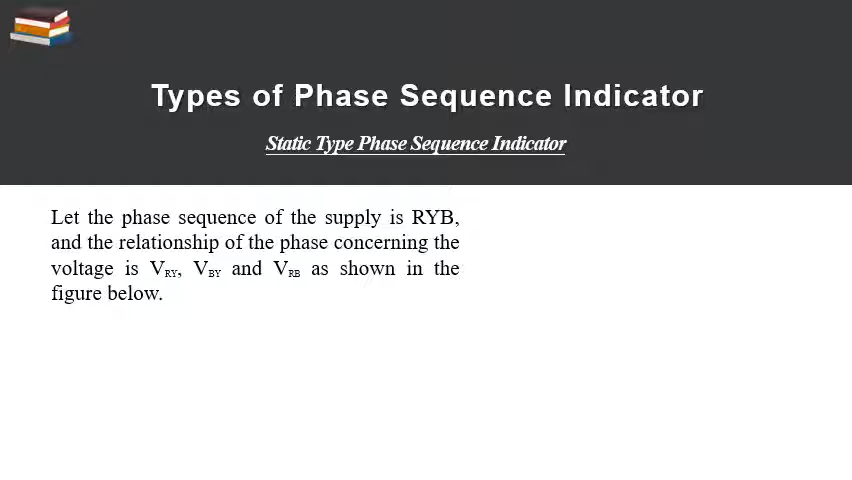 Types of Phase Sequence Indicator
Static Type Phase Sequence Indicator
Let the phase sequence of the supply is RYB,
and the relationship of the phase concerning the
voltage is VRY, VBY and VRB as shown in the
figure below.